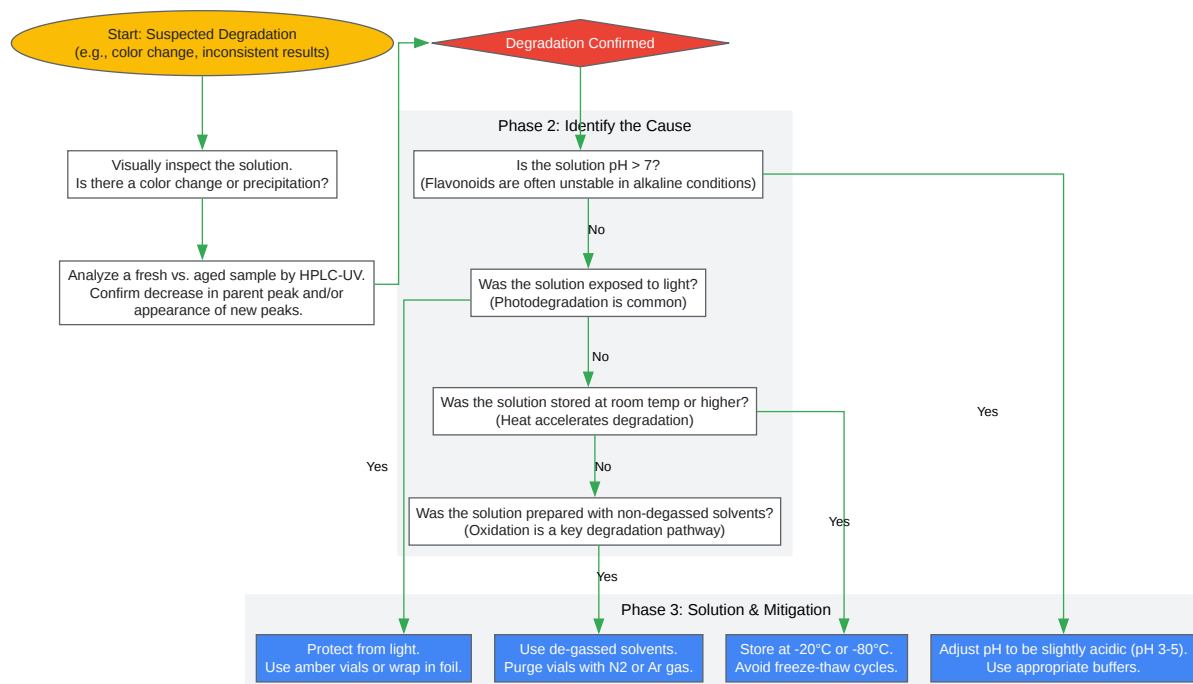 Start: Suspected Degradation
(e.g., color change, inconsistent results)
Degradation Confirmed
Visually inspect the solution.
Is there a color change or precipitation?
Analyze a fresh vs. aged sample by HPLC-UV.
Confirm decrease in parent peak and/or
appearance of new peaks.
Phase 2: Identify the Cause
Is the solution pH > 7?
(Flavonoids are often unstable in alkaline conditions)
No
Was the solution exposed to light?
(Photodegradation is common)
No
Was the solution stored at room temp or higher?
(Heat accelerates degradation)
Yes
Yes
No
Was the solution prepared with non-degassed solvents?
(Oxidation is a key degradation pathway)
Yes
Yes
Phase 3: Solution & Mitigation
Protect from light.
Use amber vials or wrap in foil.
Use de-gassed solvents.
Purge vials with N2 or Ar gas.
Store at -20°C or -80°C.
Avoid freeze-thaw cycles.
Adjust pH to be slightly acidic (pH 3-5).
Use appropriate buffers.